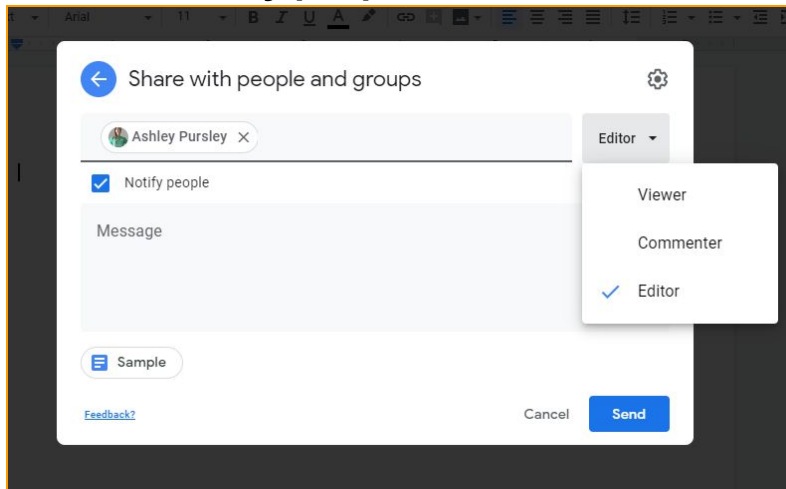 Arial 11 B I U A
Share with people and groups
Ashley Pursley
Editor
Notify people
Viewer
Message
Commenter
Editor
Sample
Feedback?
Cancel Send